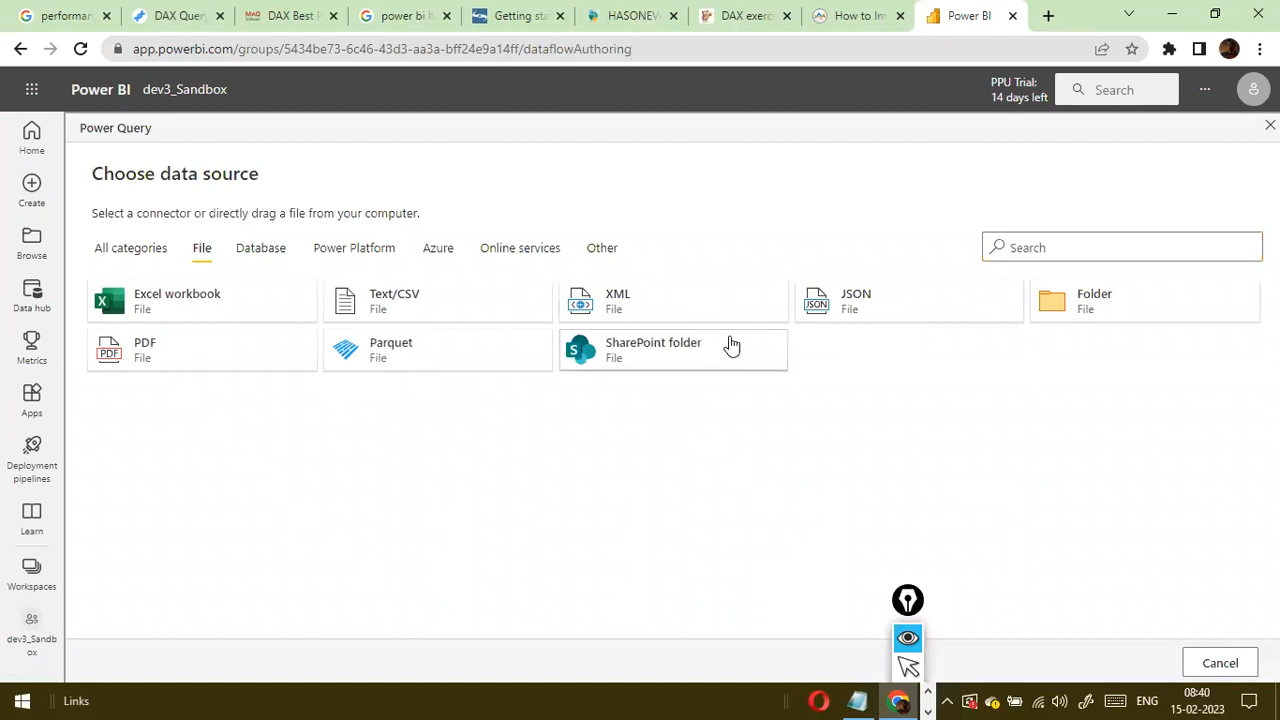 performan
DAX Quer
DAX Best F
power bi h
Getting sta
HASONEV
DAX exerc
How to Im
Power BI
app.powerbi.com/groups/5434be73-6c46-43d3-aa3a-bff24e9a14ff/dataflowAuthoring
Power BI dev3_Sandbox
PPU Trial:
14 days left
Search
Home
Create
Browse
Data hub
Metrics
Apps
Deployment
pipelines
Learn
Workspaces
dev3_Sandb
ox
Power Query
Choose data source
Select a connector or directly drag a file from your computer.
All categories File Database Power Platform Azure Online services Other
Search
Excel workbook
File
Text/CSV
File
XML
File
JSON
JSON
File
Folder
File
PDF
PDF
File
Parquet
File
SharePoint folder
File
Cancel
Links
ENG
08:40
15-02-2023